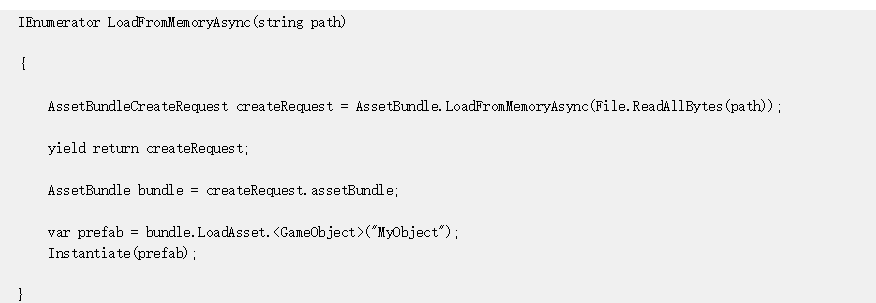 IEnumerator LoadFromMemoryAsync(string path)
{
AssetBundleCreateRequest createRequest = AssetBundle.LoadFromMemoryAsync(File.ReadAllBytes(path));
yield return createRequest;
AssetBundle bundle = createRequest.assetBundle;
var prefab = bundle.LoadAsset.<GameObject>("MyObject");
Instantiate(prefab);
}